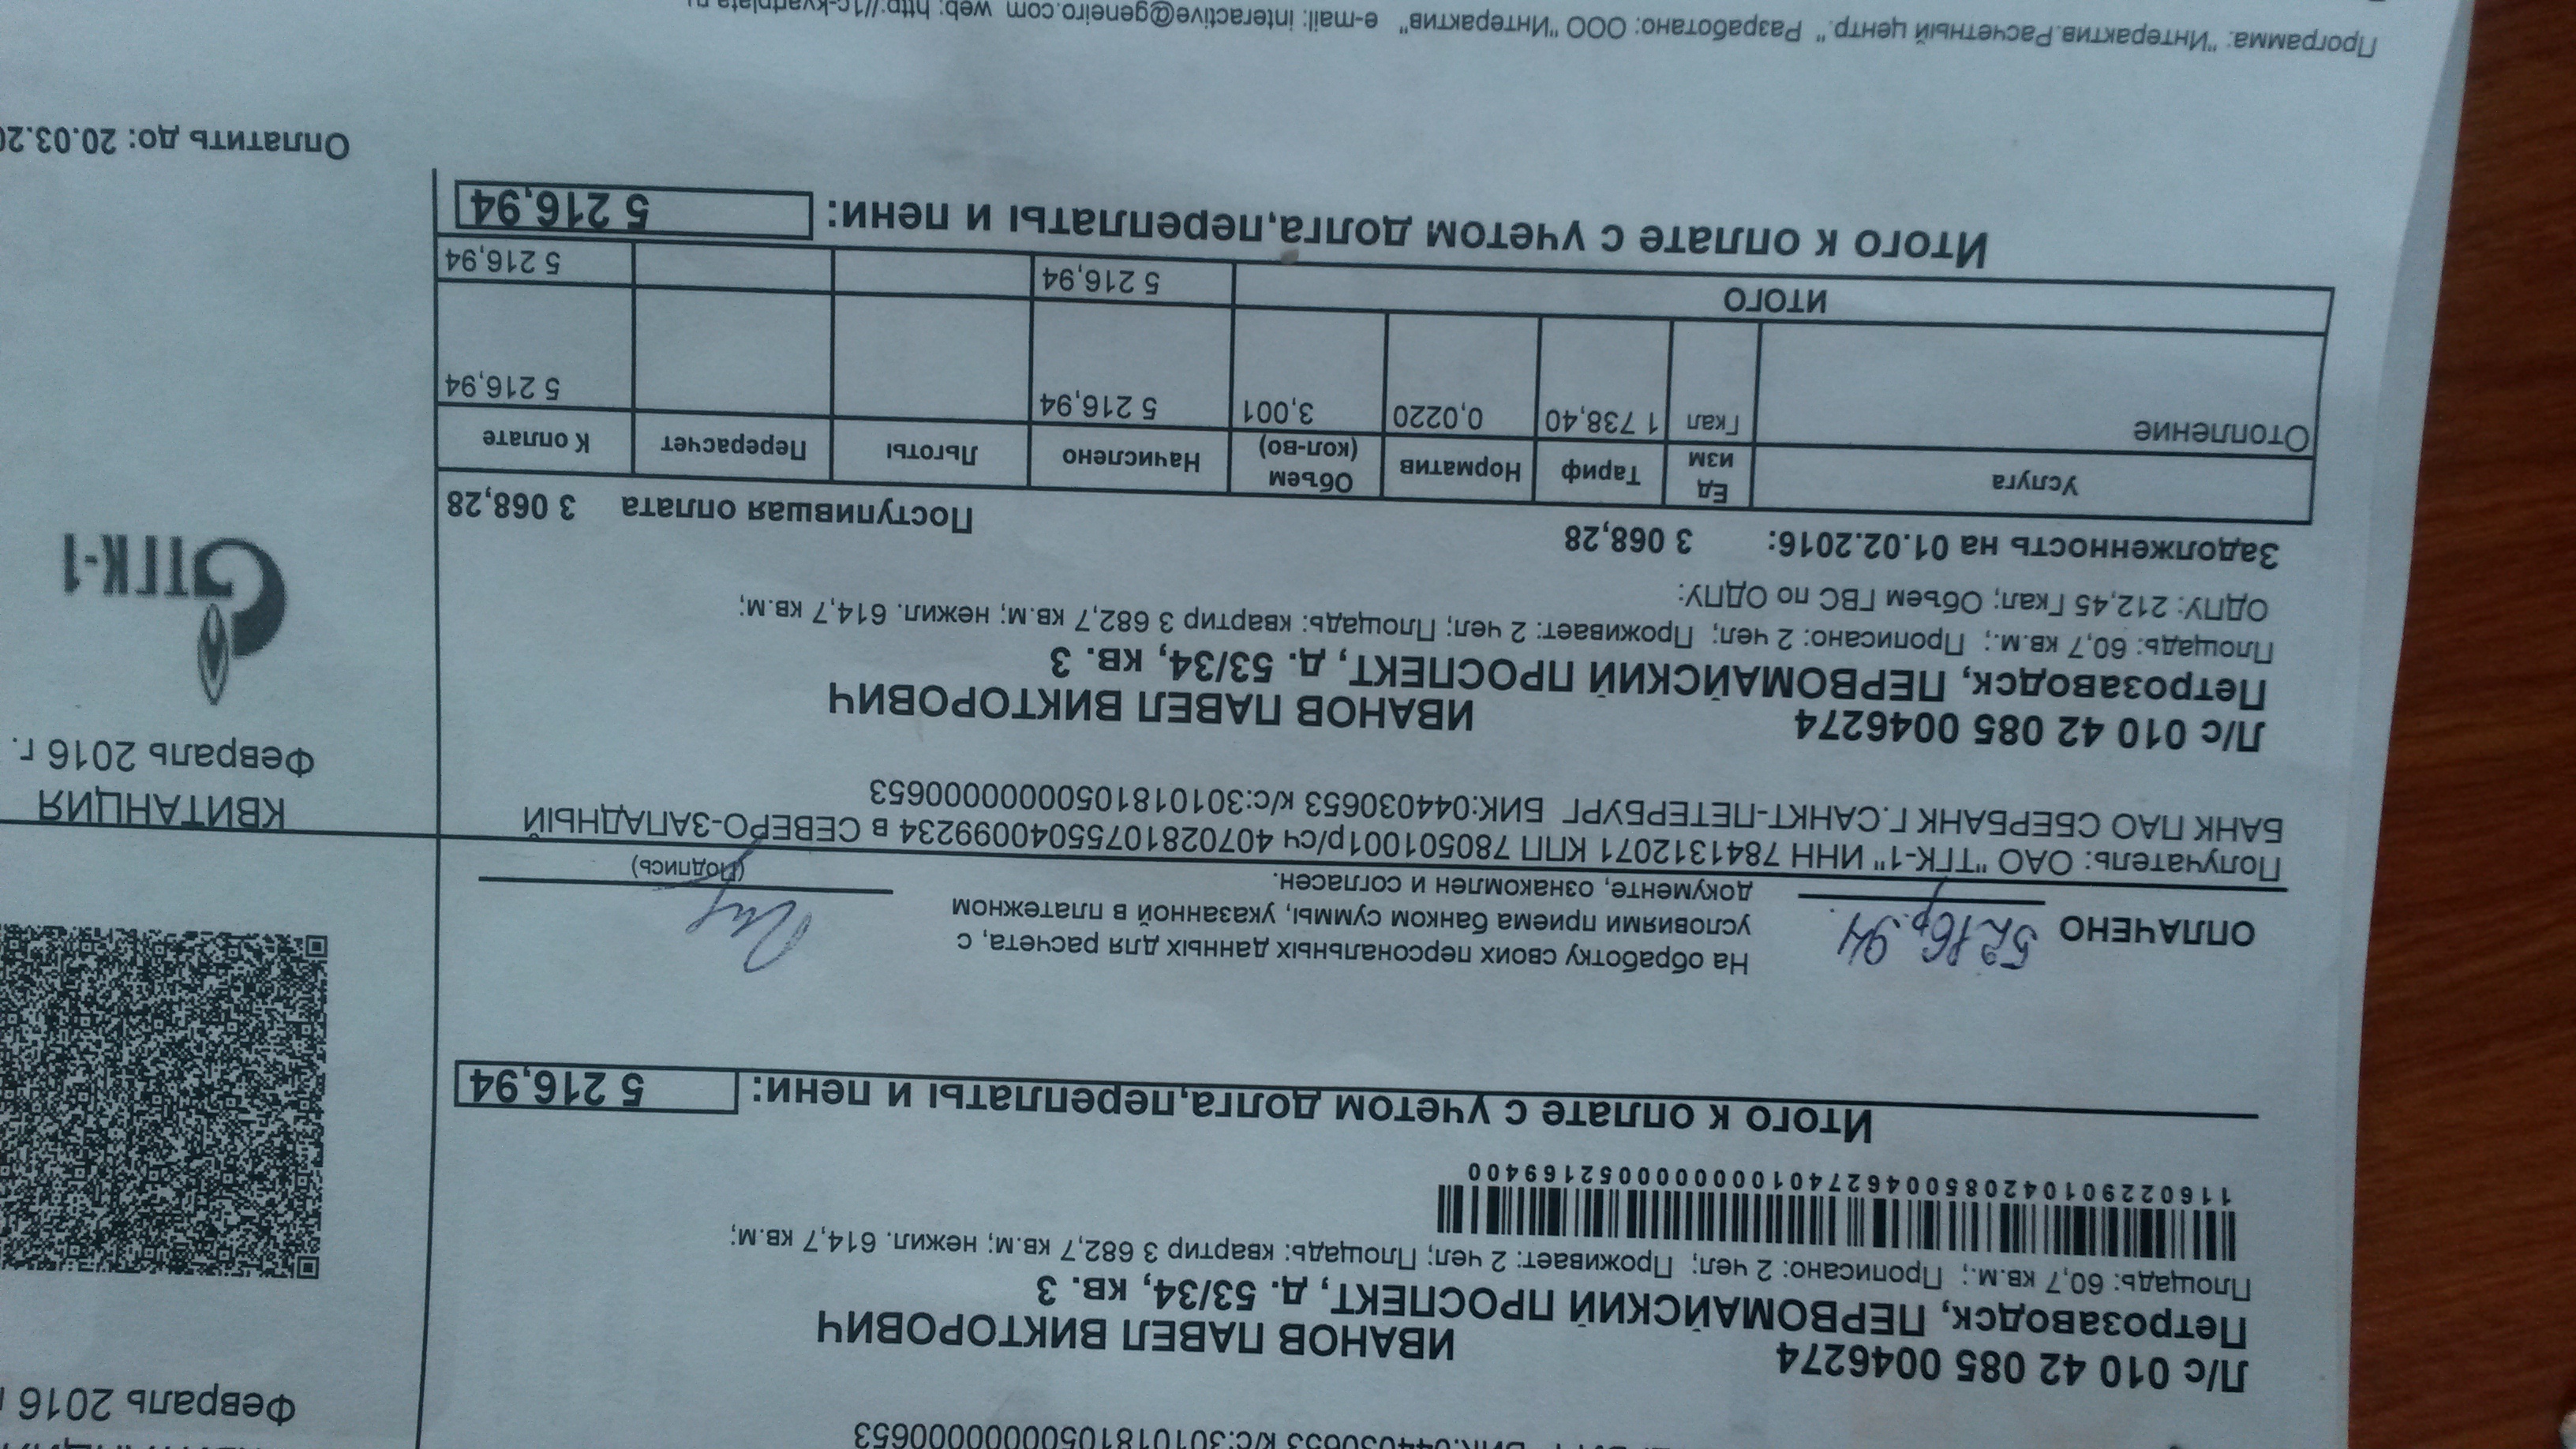 БИК:044030653 к/с:30101810500000000653
Февраль 2016
Л/с 010 42 085 0046274
ИВАНОВ ПАВЕЛ ВИКТОРОВИЧ
Петрозаводск, ПЕРВОМАЙСКИЙ ПРОСПЕКТ, д. 53/34, кв. 3
Площадь: 60,7 кв.м.; Прописано: 2 чел; Проживает: 2 чел; Площадь: квартир 3 682,7 кв.м; нежил. 614,7 кв.м;
1160229010420850046274010000000052169400
Итого к оплате с учетом долга,переплаты и пени: 5 216,94
ОПЛАЧЕНО 5216р.94.
На обработку своих персональных данных для расчета, с
условиями приема банком суммы, указанной в платежном
документе, ознакомлен и согласен.
(Подпись)
Получатель: ОАО "ТГК-1" ИНН 7841312071 КПП 780501001р/сч 40702810755040099234 в СЕВЕРО-ЗАПАДНЫЙ
БАНК ПАО СБЕРБАНК Г.САНКТ-ПЕТЕРБУРГ БИК:044030653 к/с:30101810500000000653
КВИТАНЦИЯ
Февраль 2016 г.
Л/с 010 42 085 0046274
ИВАНОВ ПАВЕЛ ВИКТОРОВИЧ
Петрозаводск, ПЕРВОМАЙСКИЙ ПРОСПЕКТ, д. 53/34, кв. 3
Площадь: 60,7 кв.м.; Прописано: 2 чел; Проживает: 2 чел; Площадь: квартир 3 682,7 кв.м; нежил. 614,7 кв.м;
ОДПУ: 212,45 Гкал; Объем ГВС по ОДПУ:
ТГК-1
Задолженность на 01.02.2016: 3 068,28
Поступившая оплата 3 068,28
Услуга Ед изм Тариф Норматив Объем (кол-во) Начислено Льготы Перерасчет К оплате
Отопление Гкал 1 738,40 0,0220 3,001 5 216,94 5 216,94
ИТОГО 5 216,94 5 216,94
Итого к оплате с учетом долга,переплаты и пени: 5 216,94
Оплатить до: 20.03.20
Программа: "Интерактив.Расчетный центр." Разработано: ООО "Интерактив" e-mail: interactive@geneiro.com web: http://1c-kvartplata.ru